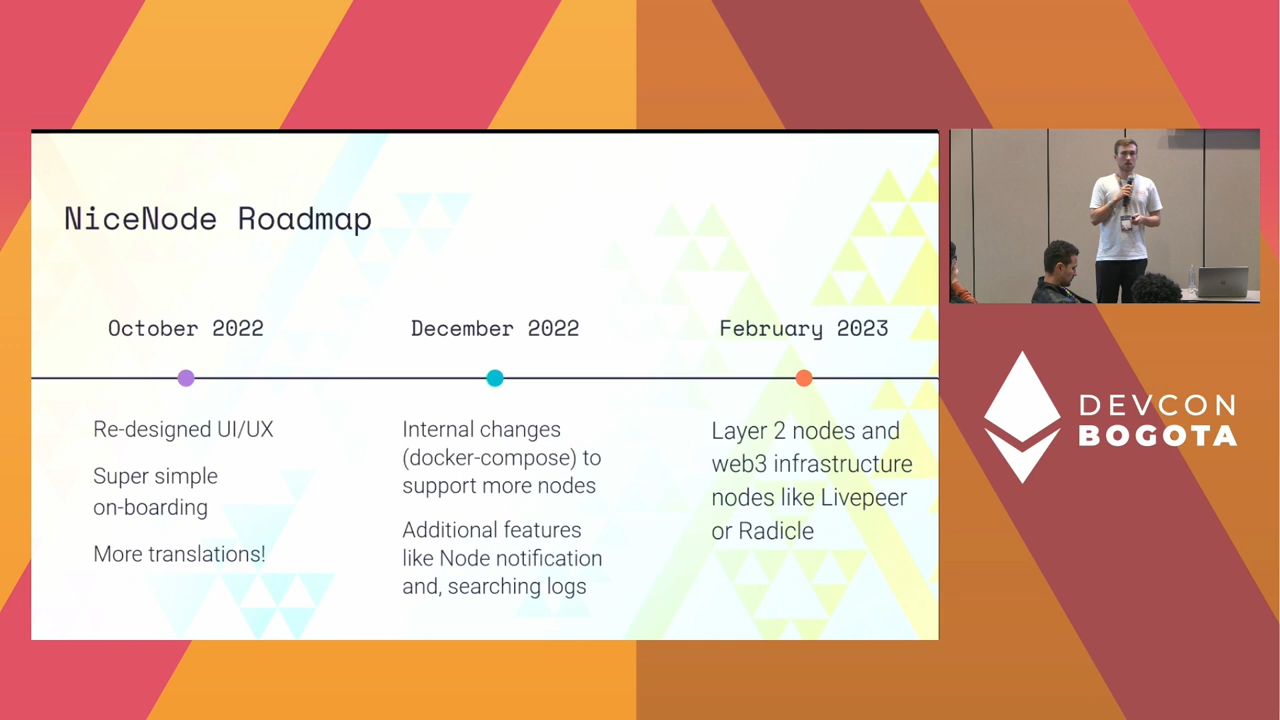 NiceNode Roadmap
October 2022
December 2022
February 2023
Re-designed UI/UX
Super simple
on-boarding
More translations!
Internal changes
(docker-compose) to
support more nodes
Additional features
like Node notification
and, searching logs
Layer 2 nodes and
web3 infrastructure
nodes like Livepeer
or Radicle
DEVCON
BOGOTA